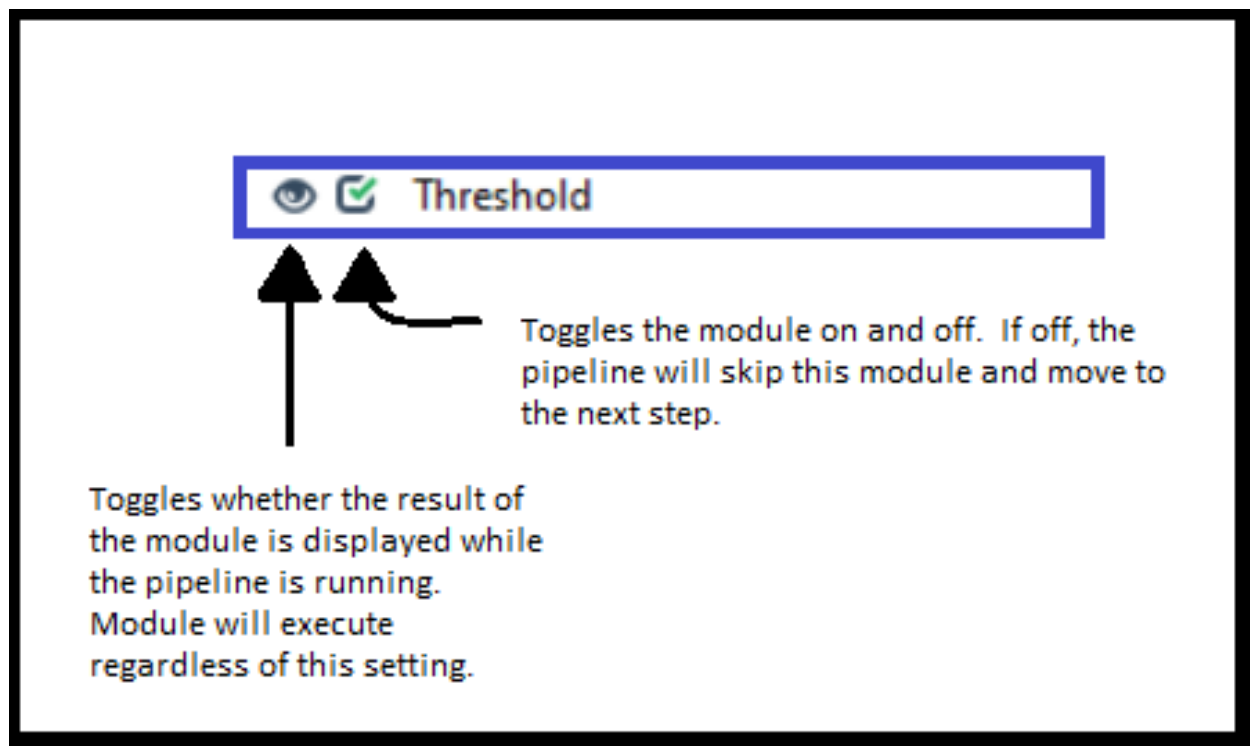 Threshold
Toggles the module on and off.  If off, the
pipeline will skip this module and move to
the next step.
Toggles whether the result of
the module is displayed while
the pipeline is running.
Module will execute
regardless of this setting.